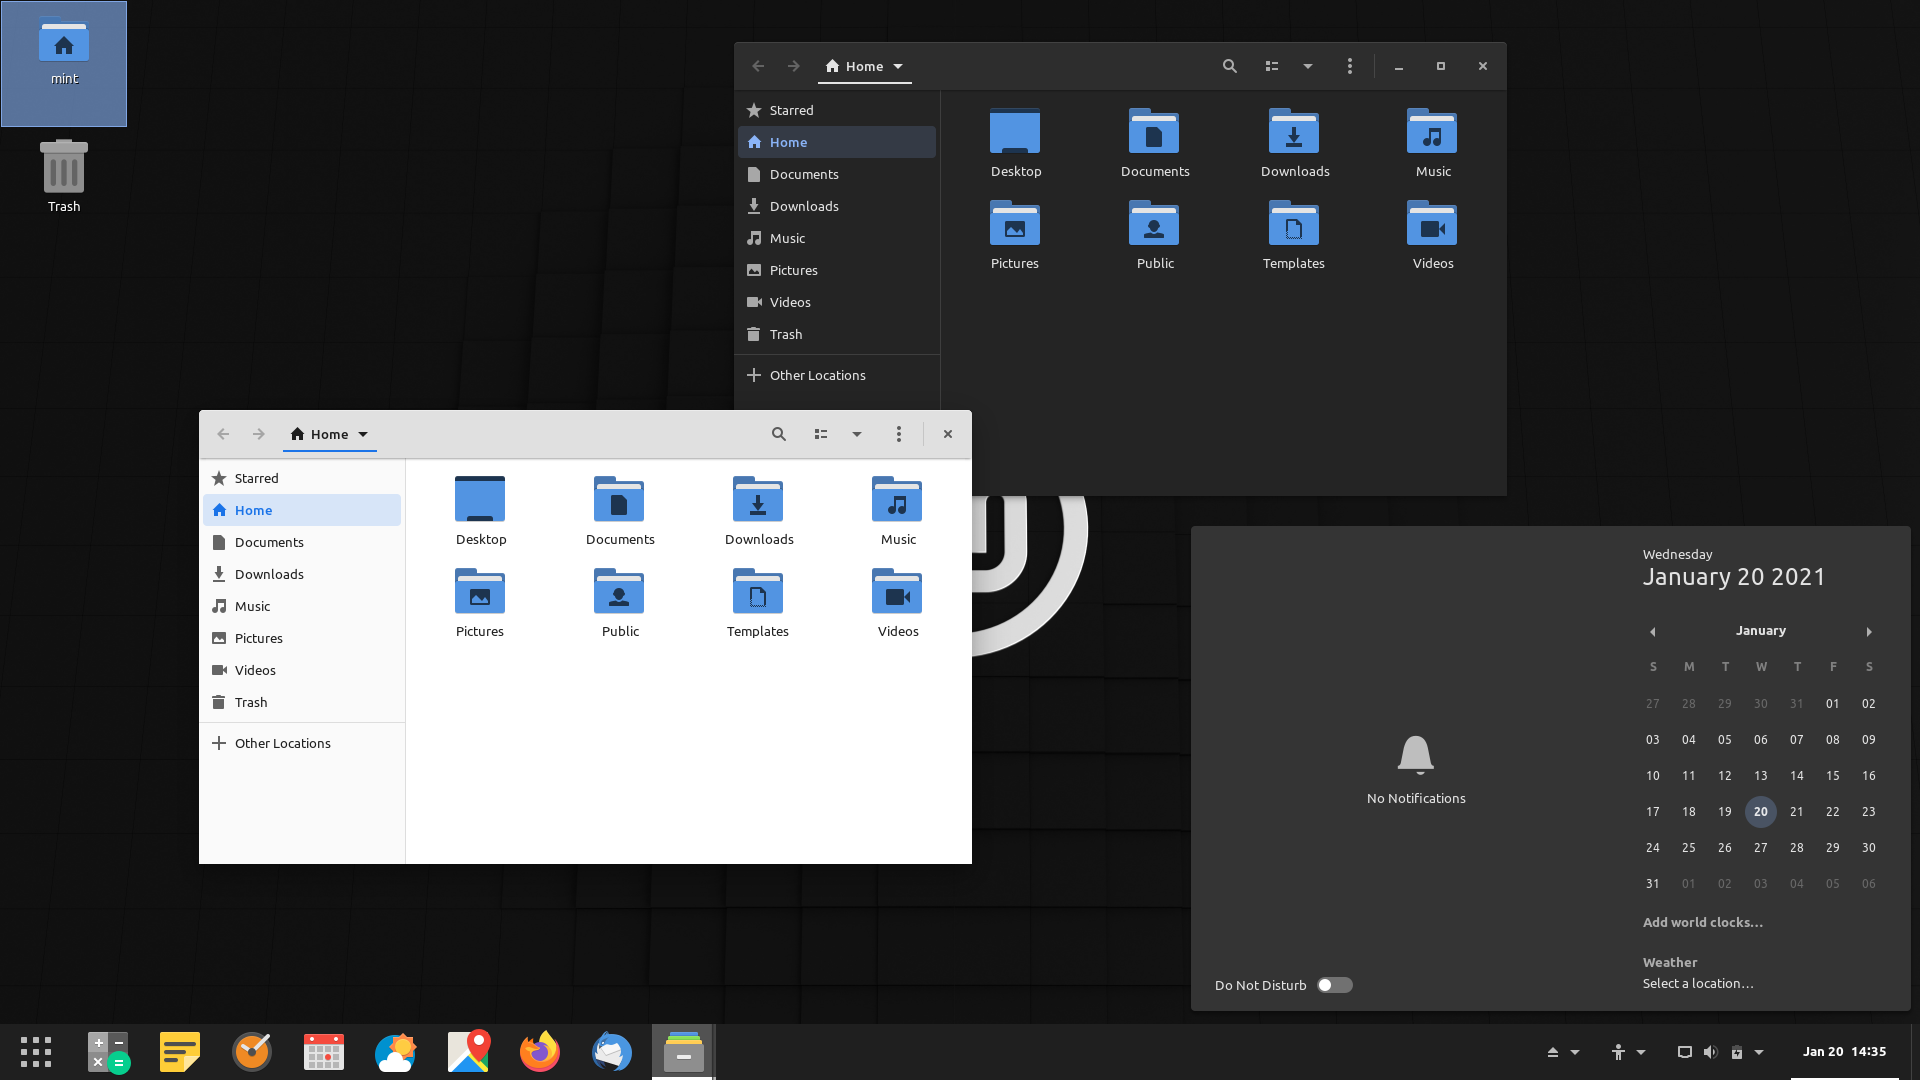 mint
Trash
Home
Starred
Home
Documents
Downloads
Music
Pictures
Videos
Trash
Other Locations
Desktop
Documents
Downloads
Music
Pictures
Public
Templates
Videos
Home
Starred
Home
Documents
Downloads
Music
Pictures
Videos
Trash
Other Locations
Desktop
Documents
Downloads
Music
Pictures
Public
Templates
Videos
No Notifications
Do Not Disturb
Wednesday
January 20 2021
January
S M T W T F S
27 28 29 30 31 01 02
03 04 05 06 07 08 09
10 11 12 13 14 15 16
17 18 19 20 21 22 23
24 25 26 27 28 29 30
31 01 02 03 04 05 06
Add world clocks…
Weather
Select a location…
Jan 20 14:35